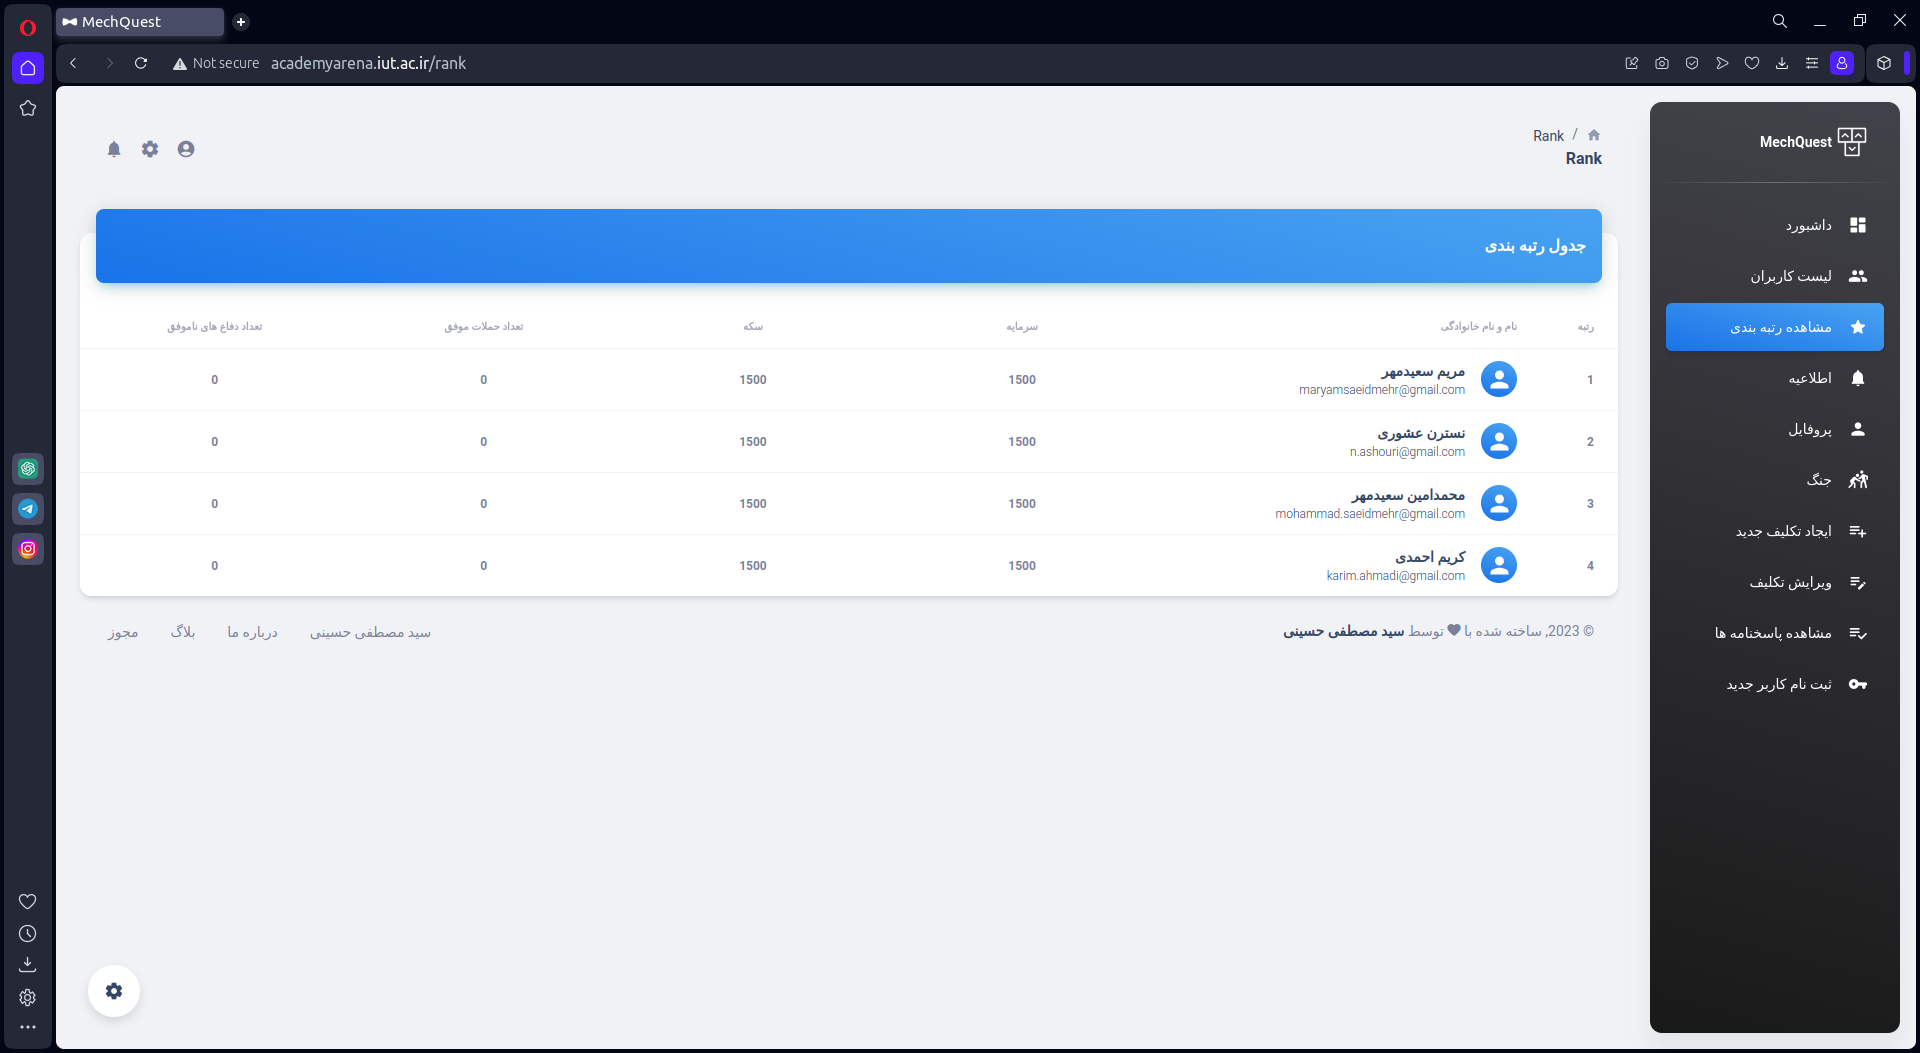 MechQuest
Not secure academyarena.iut.ac.ir/rank
Rank /
Rank
MechQuest
داشبورد
لیست کاربران
مشاهده رتبه بندی
اطلاعیه
پروفایل
جنگ
ایجاد تکلیف جدید
ویرایش تکلیف
مشاهده پاسخنامه ها
ثبت نام کاربر جدید
جدول رتبه بندی
رتبه نام و نام خانوادگی سرمایه سکه تعداد حملات موفق تعداد دفاع های ناموفق
1 مریم سعیدمهر 1500 1500 0 0
maryamsaeidmehr@gmail.com
2 نسترن عشوری 1500 1500 0 0
n.ashouri@gmail.com
3 محمدامین سعیدمهر 1500 1500 0 0
mohammad.saeidmehr@gmail.com
4 کریم احمدی 1500 1500 0 0
karim.ahmadi@gmail.com
© 2023, ساخته شده با توسط سید مصطفی حسینی
سید مصطفی حسینی درباره ما بلاگ مجوز